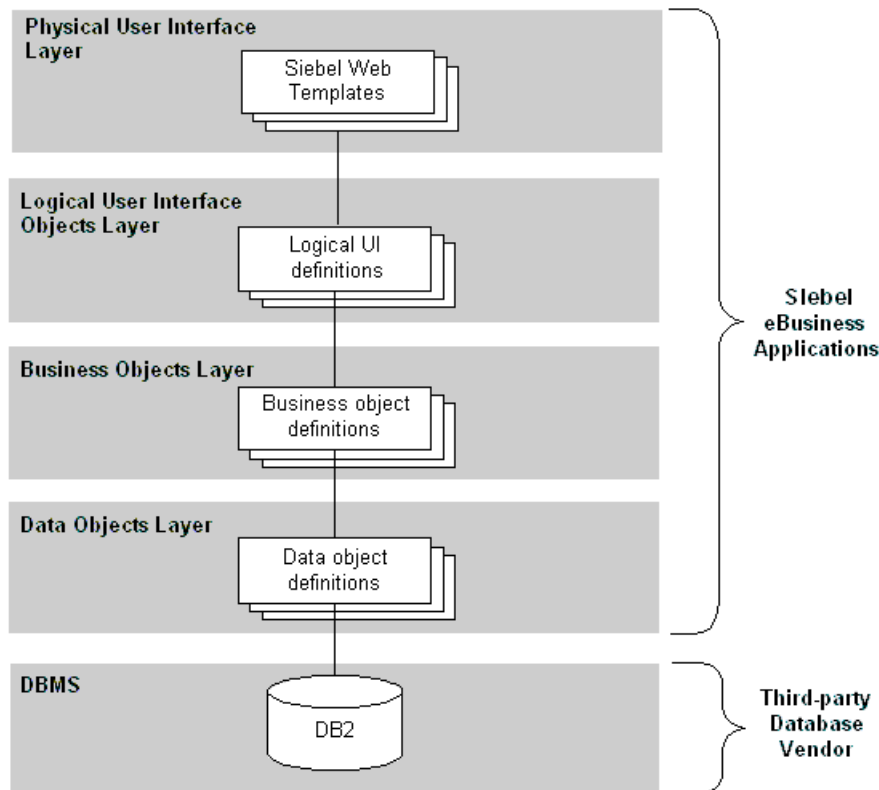 Physical User Interface
Layer
Siebel Web
Templates
Logical User Interface
Objects Layer
Logical UI
definitions
Business Objects Layer
Business object
definitions
Data Objects Layer
Data object
definitions
SIebel
eBusiness
Applications
DBMS
DB2
Third-party
Database
Vendor